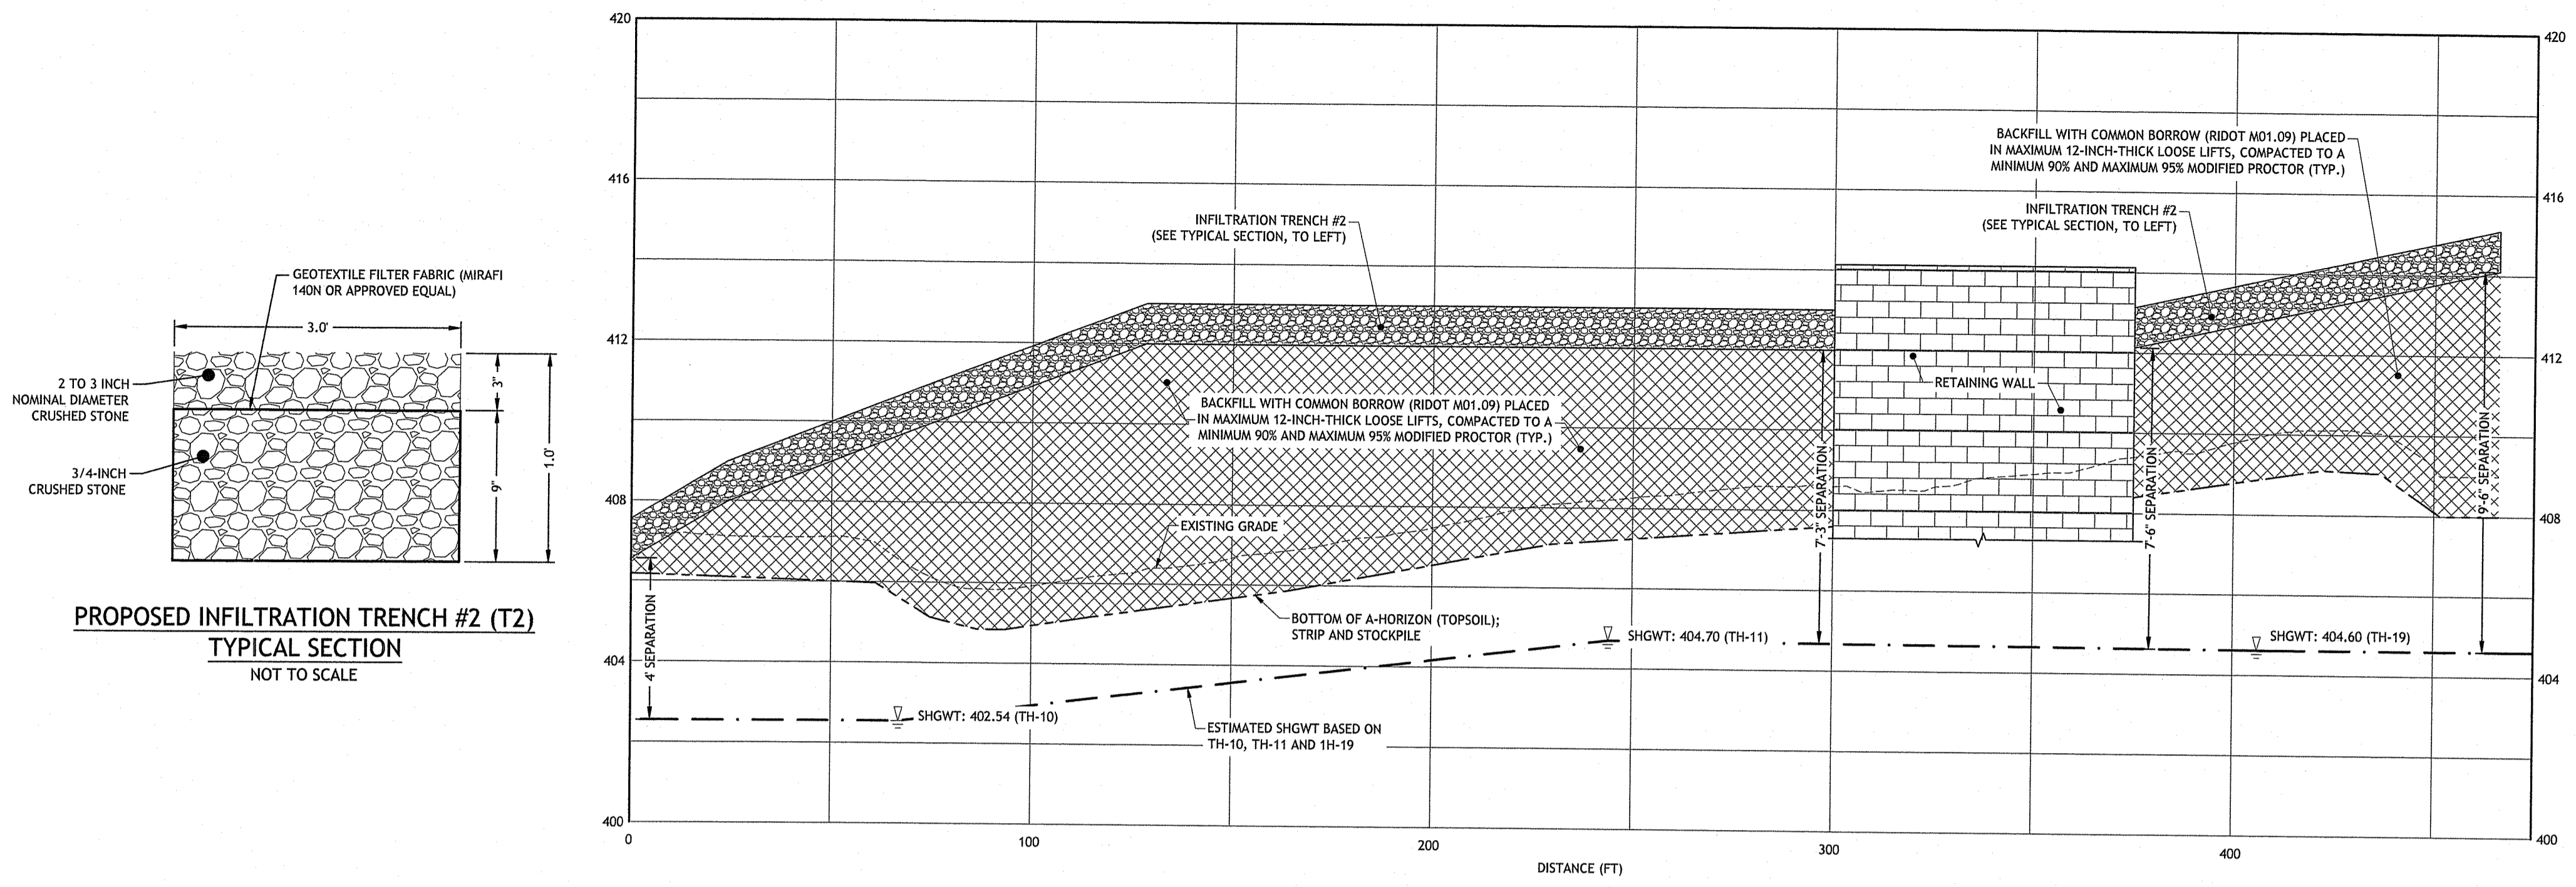 GEOTEXTILE FILTER FABRIC (MIRAFI
140N OR APPROVED EQUAL)
3.0'
2 TO 3 INCH
NOMINAL DIAMETER
CRUSHED STONE
3/4-INCH
CRUSHED STONE
3"
9"
1.0'
PROPOSED INFILTRATION TRENCH #2 (T2)
TYPICAL SECTION
NOT TO SCALE
420
416
412
408
404
400
420
416
412
408
404
400
0
100
200
300
400
DISTANCE (FT)
INFILTRATION TRENCH #2
(SEE TYPICAL SECTION, TO LEFT)
BACKFILL WITH COMMON BORROW (RIDOT M01.09) PLACED
IN MAXIMUM 12-INCH-THICK LOOSE LIFTS, COMPACTED TO A
MINIMUM 90% AND MAXIMUM 95% MODIFIED PROCTOR (TYP.)
INFILTRATION TRENCH #2
(SEE TYPICAL SECTION, TO LEFT)
RETAINING WALL
BACKFILL WITH COMMON BORROW (RIDOT M01.09) PLACED
IN MAXIMUM 12-INCH-THICK LOOSE LIFTS, COMPACTED TO A
MINIMUM 90% AND MAXIMUM 95% MODIFIED PROCTOR (TYP.)
EXISTING GRADE
BOTTOM OF A-HORIZON (TOPSOIL);
STRIP AND STOCKPILE
4' SEPARATION
7'-3" SEPARATION
7'-6" SEPARATION
9'-6" SEPARATION
SHGWT: 402.54 (TH-10)
SHGWT: 404.70 (TH-11)
SHGWT: 404.60 (TH-19)
ESTIMATED SHGWT BASED ON
TH-10, TH-11 AND 1H-19